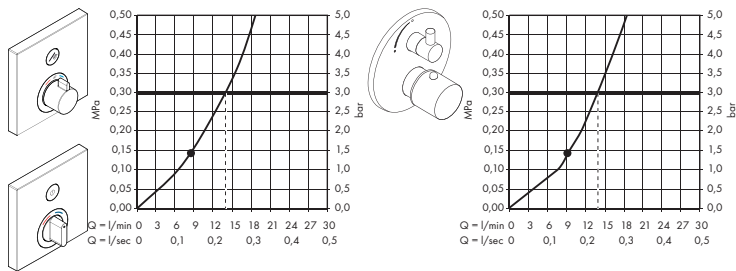 0,50 5,0
0,45 4,5
0,40 4,0
0,35 3,5
0,30 3,0
0,25 2,5
0,20 2,0
0,15 1,5
0,10 1,0
0,05 0,5
0,00 0,0
MPa
bar
Q = l/min 0 3 6 9 12 15 18 21 24 27 30
Q = l/sec 0 0,1 0,2 0,3 0,4 0,5
0,50 5,0
0,45 4,5
0,40 4,0
0,35 3,5
0,30 3,0
0,25 2,5
0,20 2,0
0,15 1,5
0,10 1,0
0,05 0,5
0,00 0,0
MPa
bar
Q = l/min 0 3 6 9 12 15 18 21 24 27 30
Q = l/sec 0 0,1 0,2 0,3 0,4 0,5